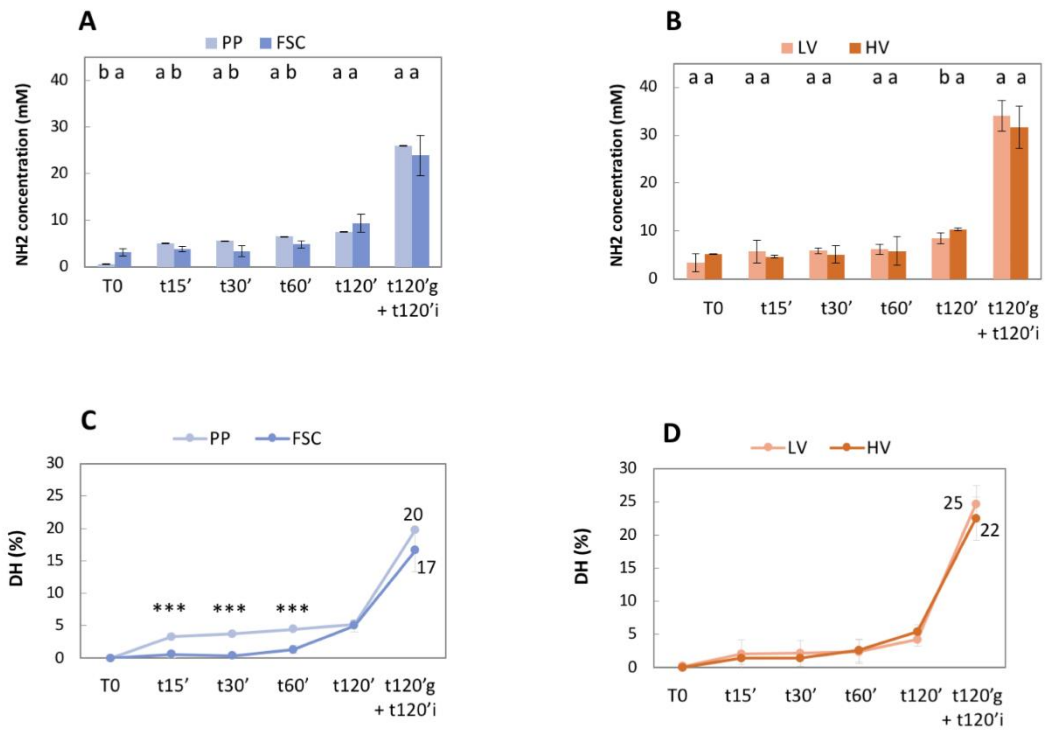 A
PP FSC
b a a b a b a b a a a a
NH2 concentration (mM)
40
30
20
10
0
T0 t15' t30' t60' t120' t120'g
+ t120'i
B
LV HV
a a a a a a a a b a a a
NH2 concentration (mM)
40
30
20
10
0
T0 t15' t30' t60' t120' t120'g
+ t120'i
C
PP FSC
DH (%)
30
25
20
15
10
5
0
20
17
*** *** ***
T0 t15' t30' t60' t120' t120'g
+ t120'i
D
LV HV
DH (%)
30
25
20
15
10
5
0
25
22
T0 t15' t30' t60' t120' t120'g
+ t120'i